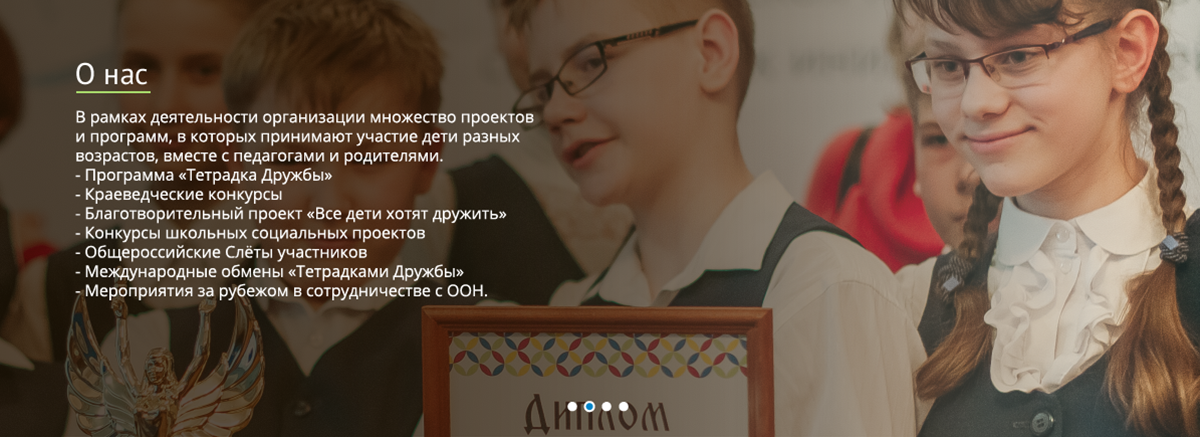 О нас
В рамках деятельности организации множество проектов
и программ, в которых принимают участие дети разных
возрастов, вместе с педагогами и родителями.
- Программа «Тетрадка Дружбы»
- Краеведческие конкурсы
- Благотворительный проект «Все дети хотят дружить»
- Конкурсы школьных социальных проектов
- Общероссийские Слёты участников
- Международные обмены «Тетрадками Дружбы»
- Мероприятия за рубежом в сотрудничестве с ООН.
Диплом